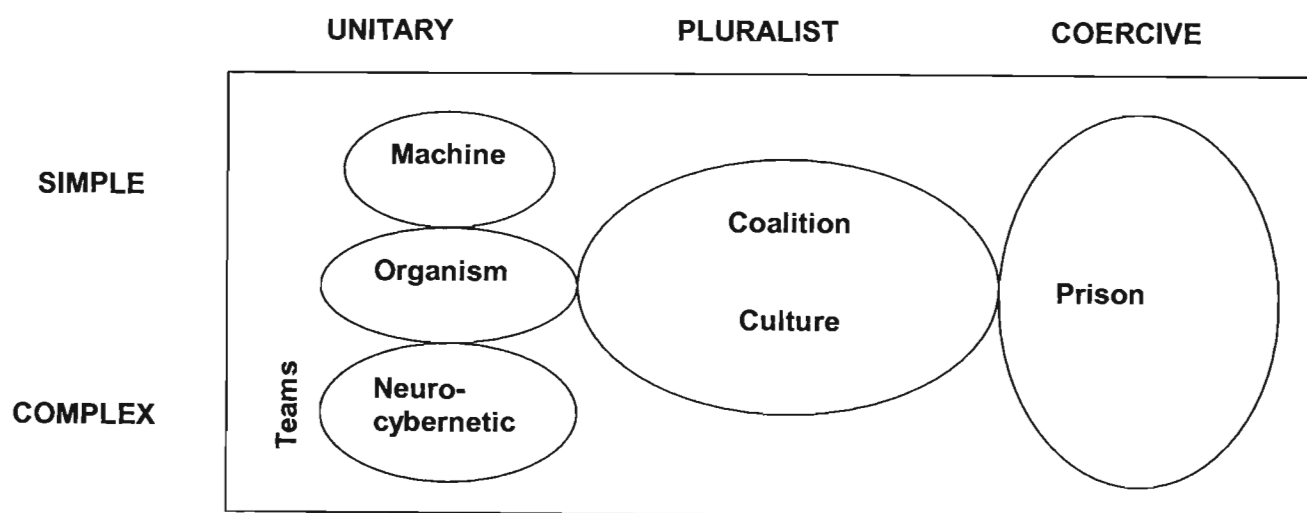 UNITARY PLURALIST COERCIVE
Machine
SIMPLE
Coalition
Organism
Prison
Culture
Teams
Neuro-
COMPLEX
cybernetic